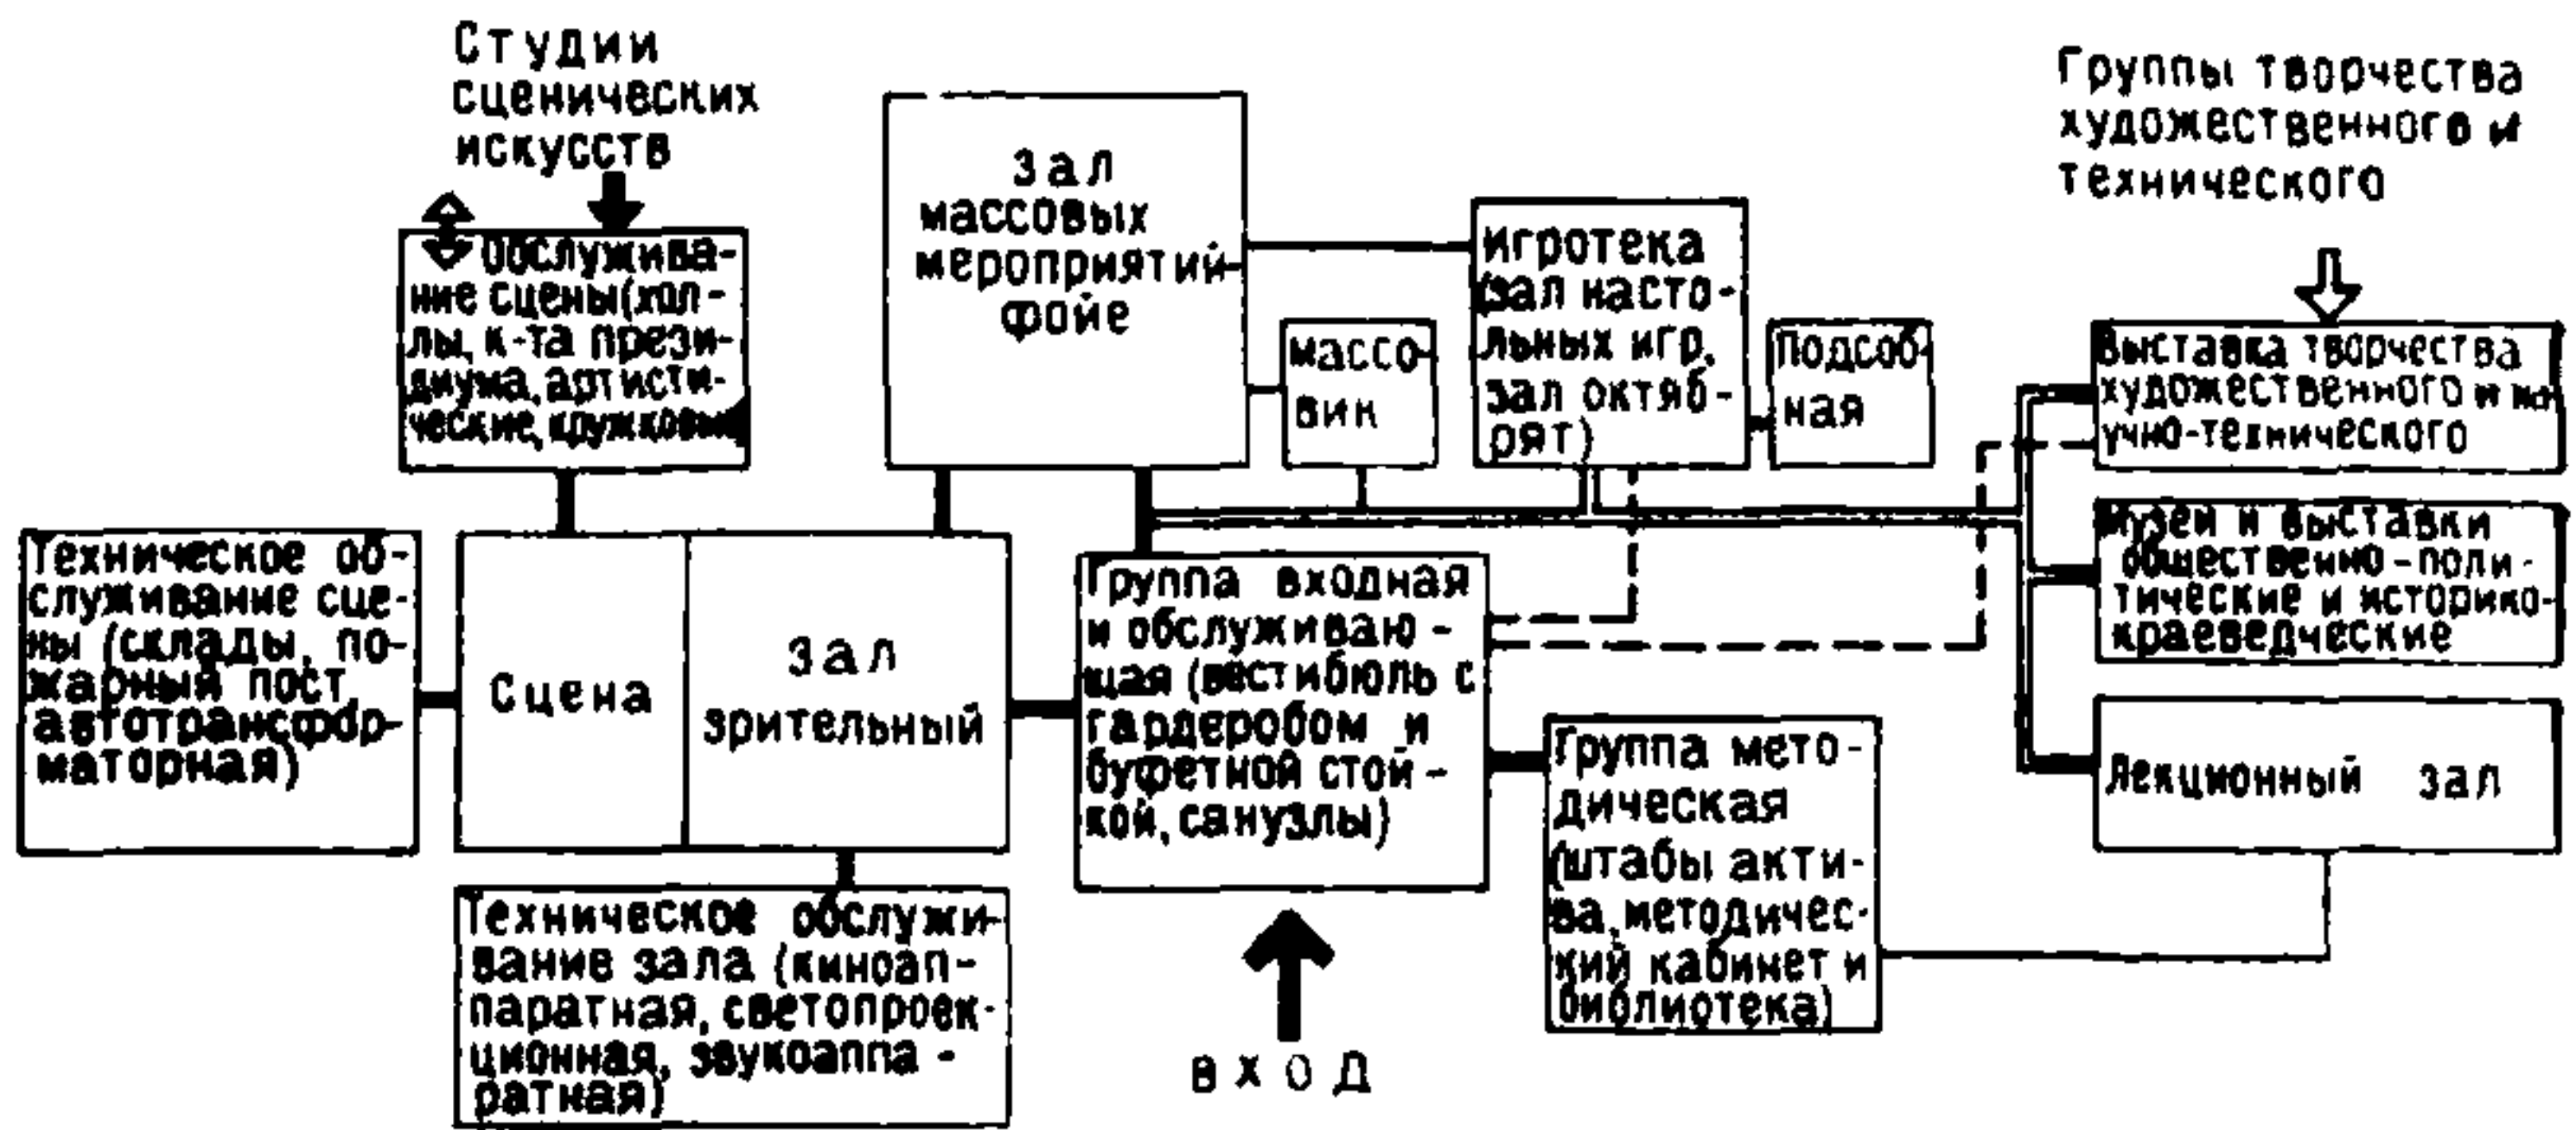 Студии
сценических
искусств
Группы творчества
художественного и
технического
Обслужива-
ние сцены (хол-
лы, к-та прези-
диума, артисти-
ческие, кружковые
Зал
массовых
мероприятий-
фойе
Игротека
(зал насто-
льных игр,
зал октяб-
рят)
Массо-
вик
Подсоб-
ная
Выставка творчества
художественного и на-
учно-технического
Музеи и выставки
общественно-поли-
тические и историко-
краеведческие
Лекционный зал
Техническое об-
служивание сце-
ны (склады, по-
жарный пост,
автотрансфор-
маторная)
Сцена
Зал
зрительный
Группа входная
и обслуживаю-
щая (вестибюль с
гардеробом и
буфетной стой-
кой, санузлы)
Группа мето-
дическая
(штабы акти-
ва, методичес-
кий кабинет и
библиотека)
Техническое обслужи-
вание зала (киноап-
паратная, светопроек-
ционная, звукоаппа-
ратная)
вход